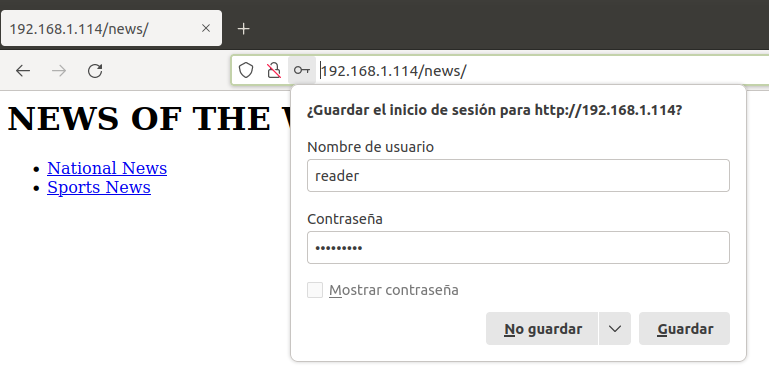 192.168.1.114/news/
192.168.1.114/news/
NEWS OF THE
National News
Sports News
¿Guardar el inicio de sesión para http://192.168.1.114?
Nombre de usuario
reader
Contraseña
•••••••••
Mostrar contraseña
No guardar
Guardar